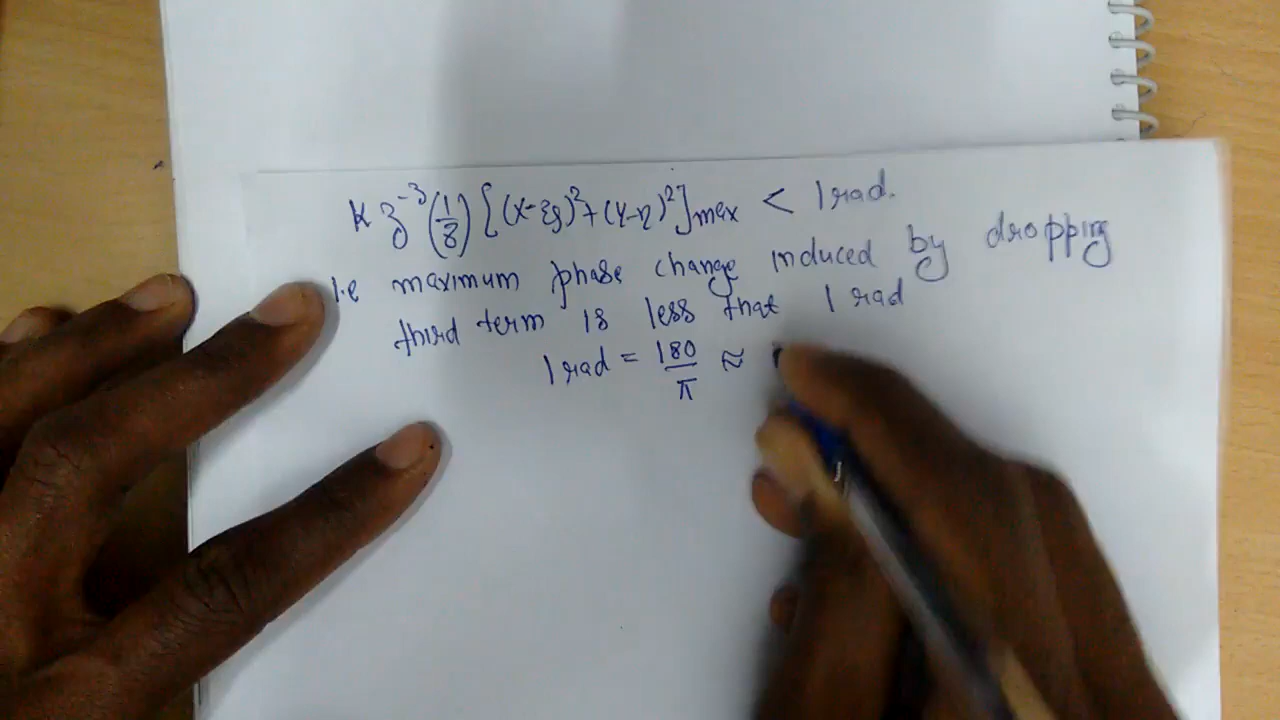 K z⁻³ (1/8) [(x-ξ)²+(y-η)²]max < 1 rad.
i.e maximum phase change induced by dropping
third term is less that 1 rad
1 rad = 180/π ≈